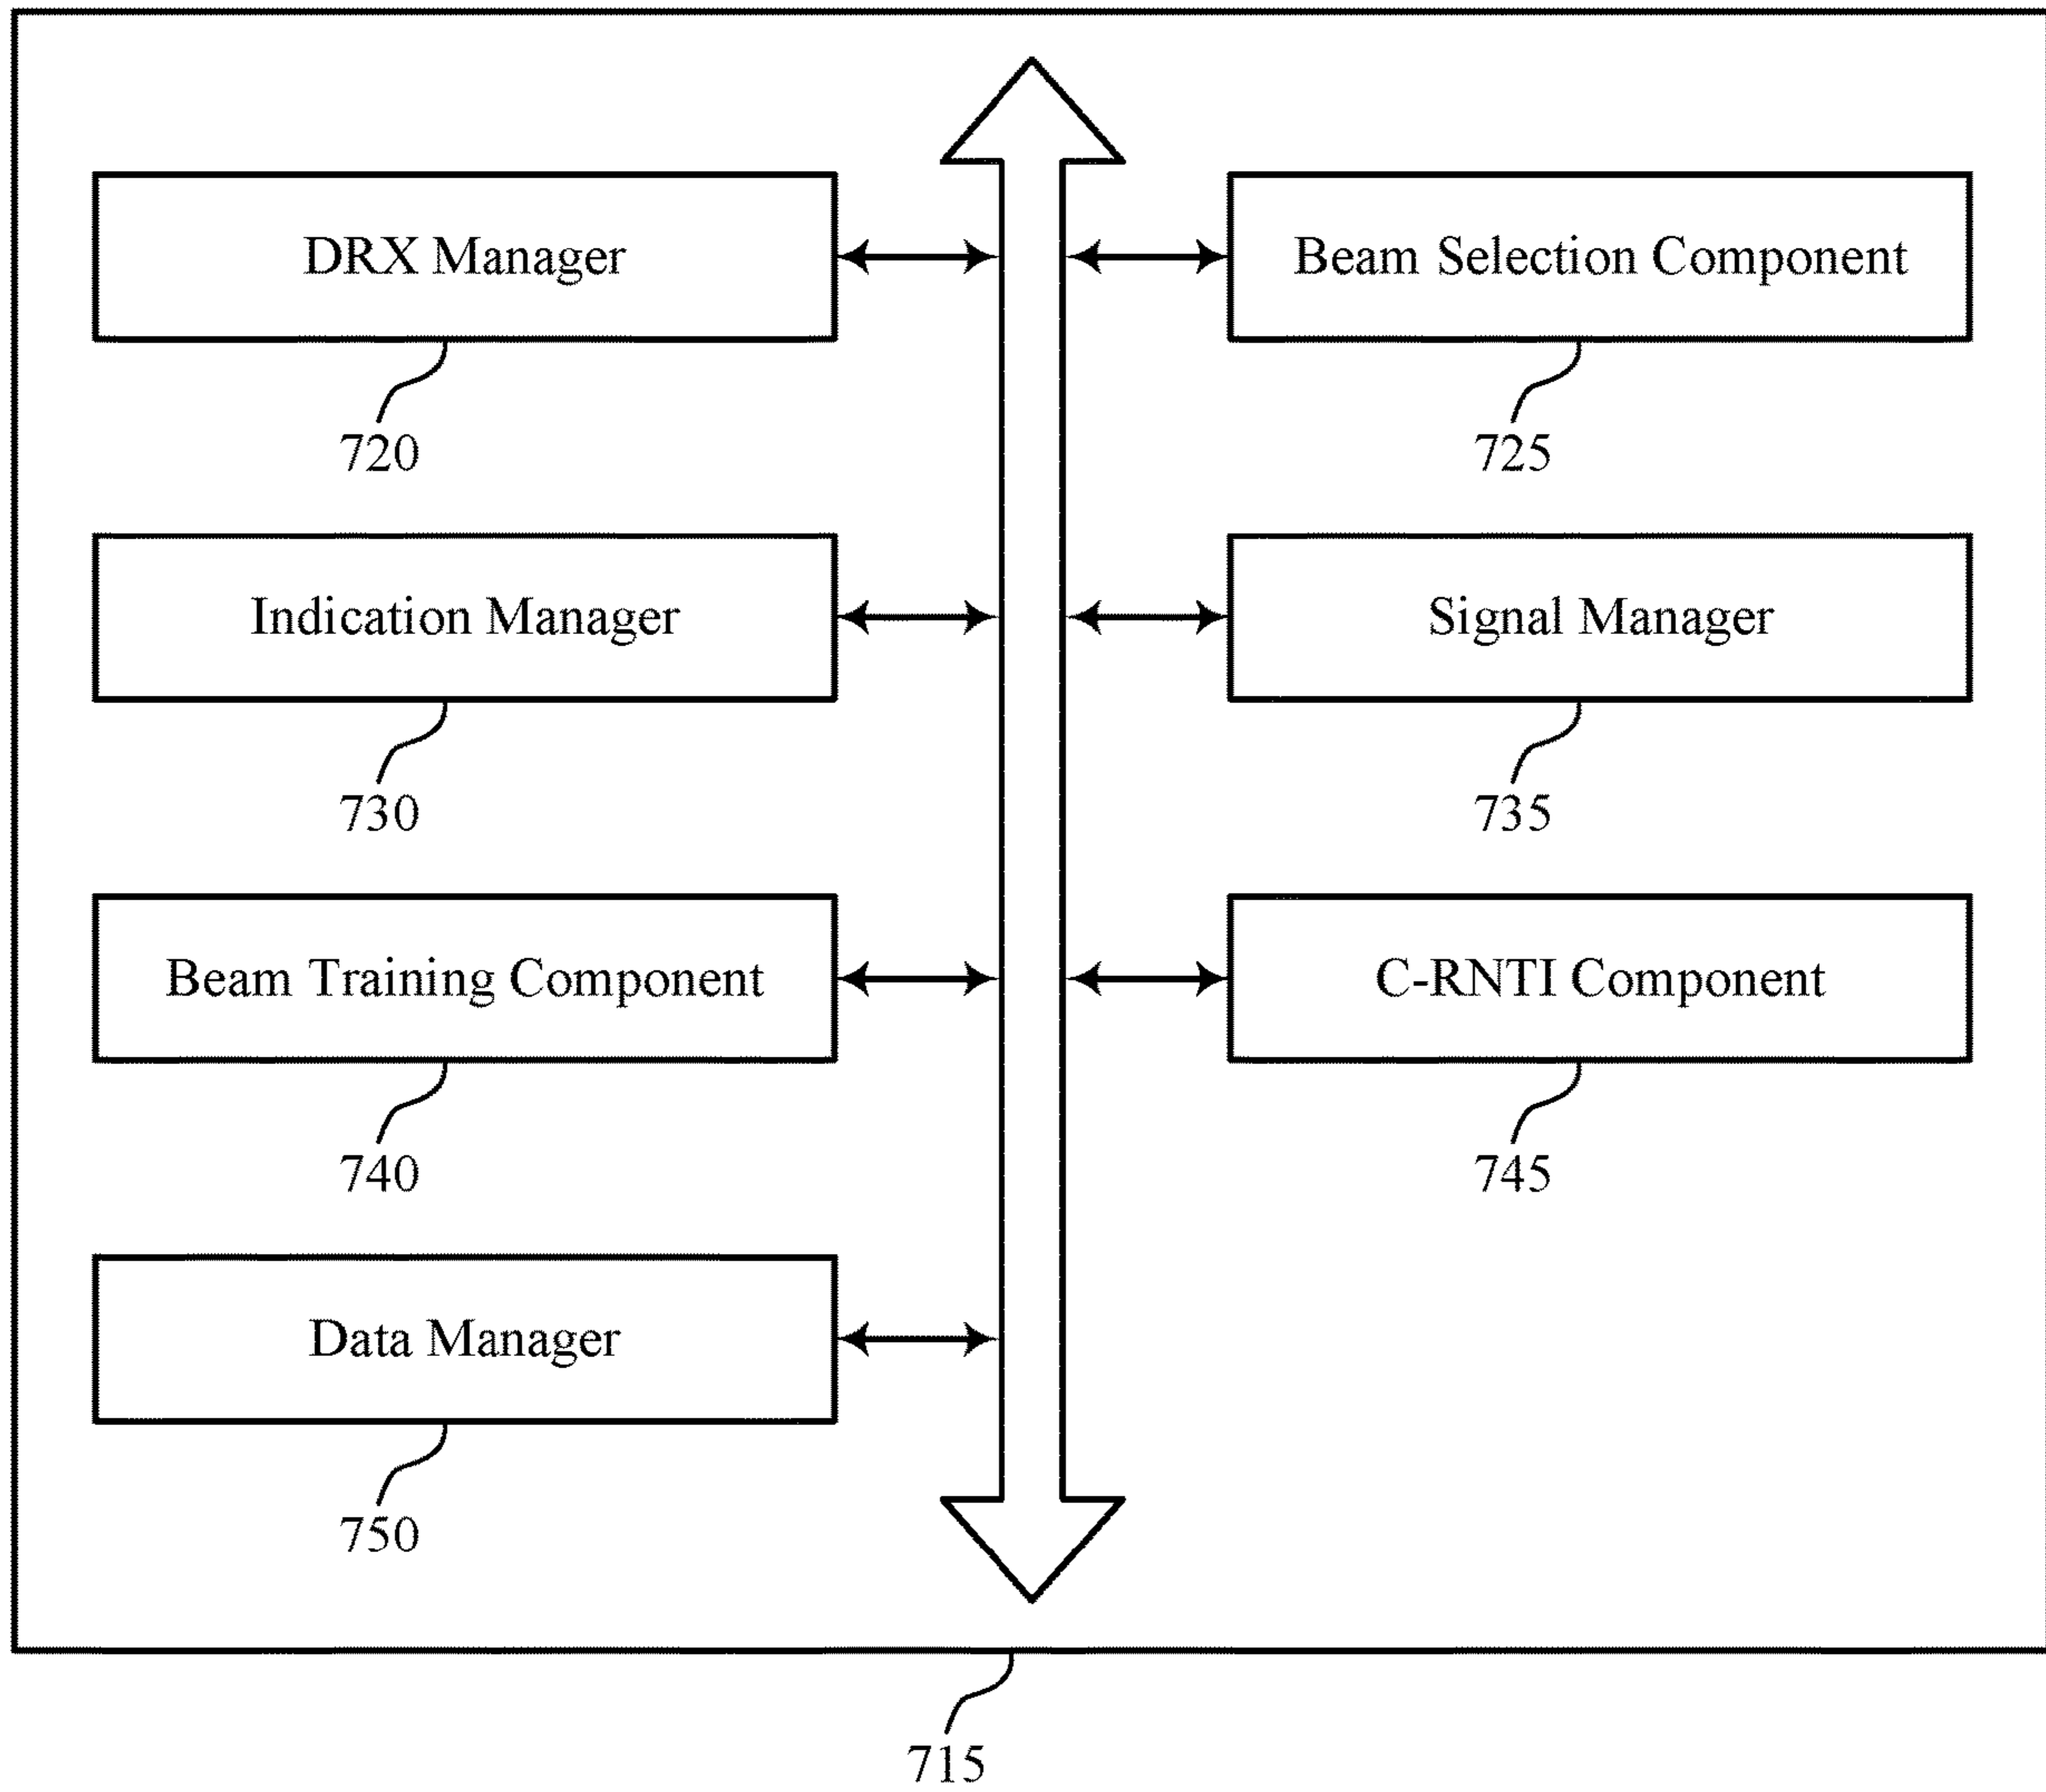 DRX Manager
Beam Selection Component
720
725
Indication Manager
Signal Manager
730
735
Beam Training Component
C-RNTI Component
740
745
Data Manager
750
715